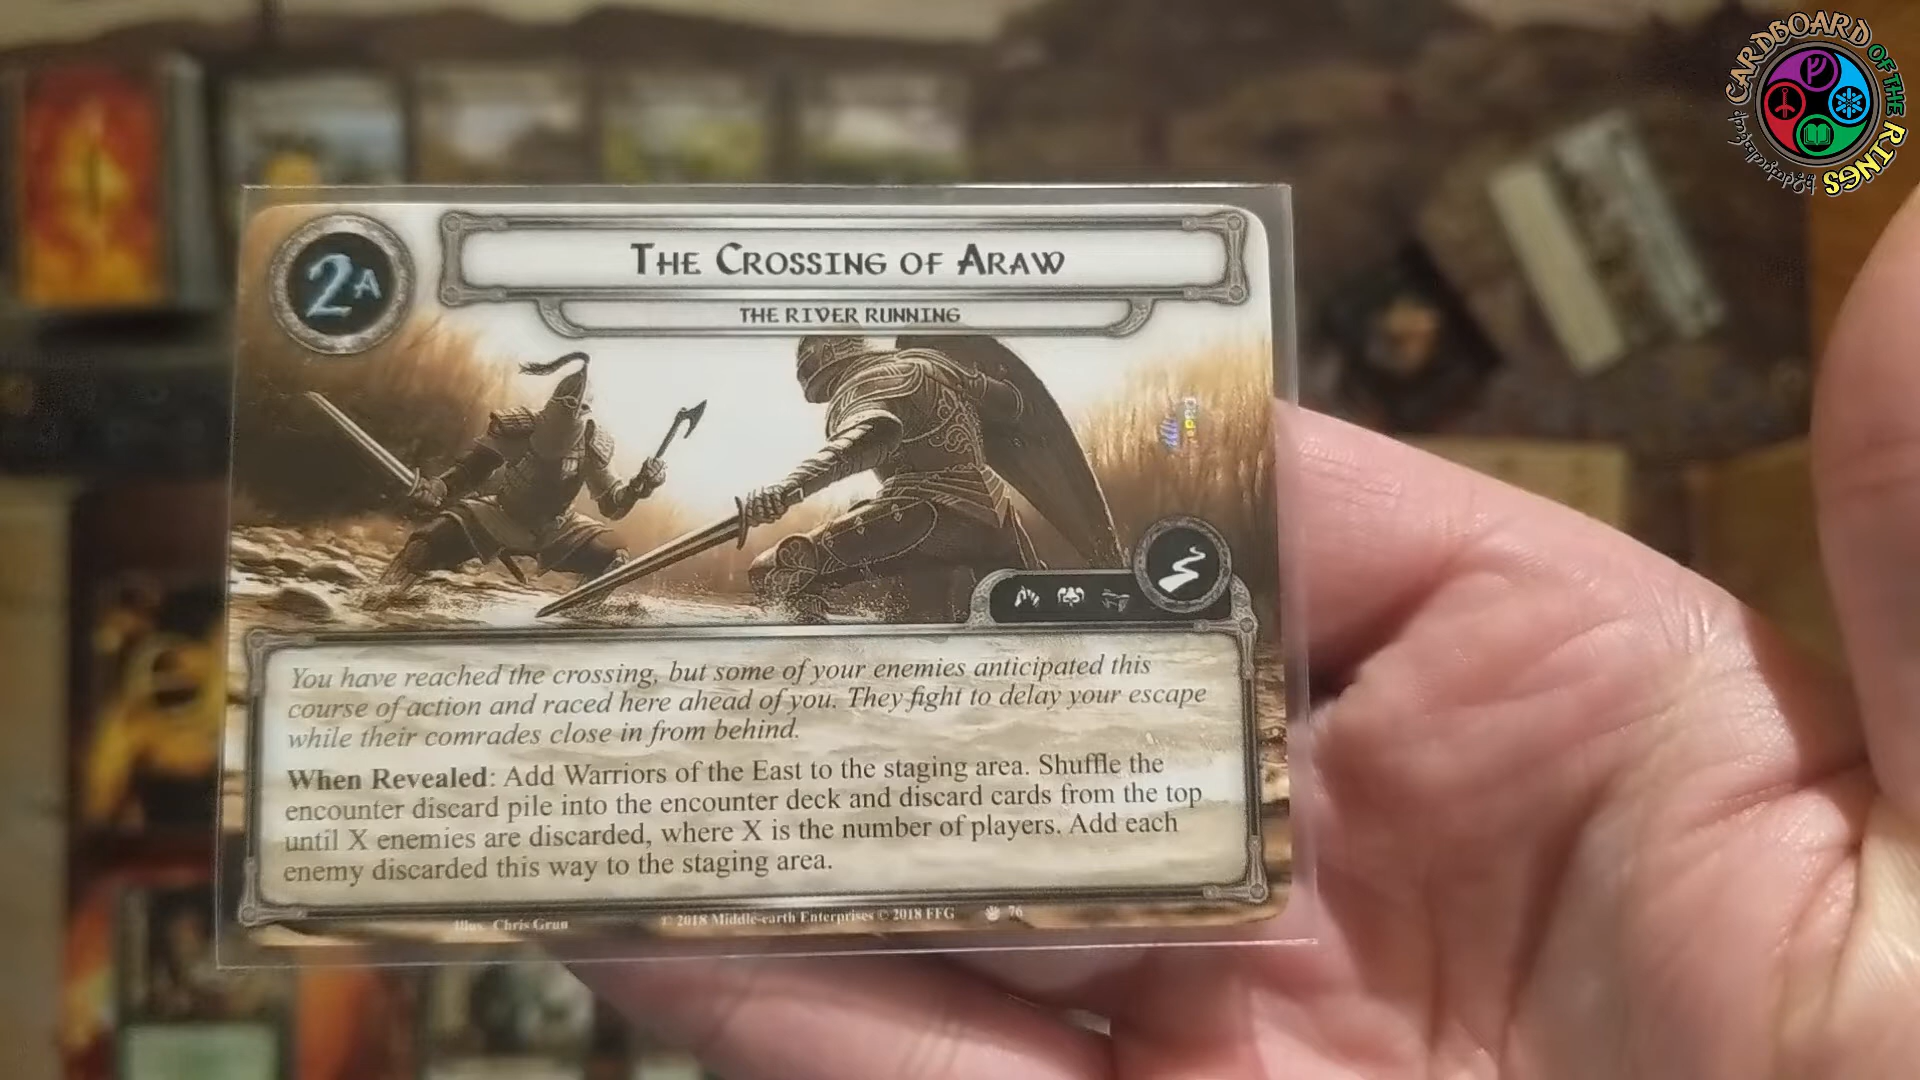 CARDBOARD OF THE RINGS
2A
THE CROSSING OF ARAW
THE RIVER RUNNING
You have reached the crossing, but some of your enemies anticipated this
course of action and raced here ahead of you. They fight to delay your escape
while their comrades close in from behind.
When Revealed: Add Warriors of the East to the staging area. Shuffle the
encounter discard pile into the encounter deck and discard cards from the top
until X enemies are discarded, where X is the number of players. Add each
enemy discarded this way to the staging area.
Illus. Chris Grun
© 2018 Middle-earth Enterprises © 2018 FFG
76